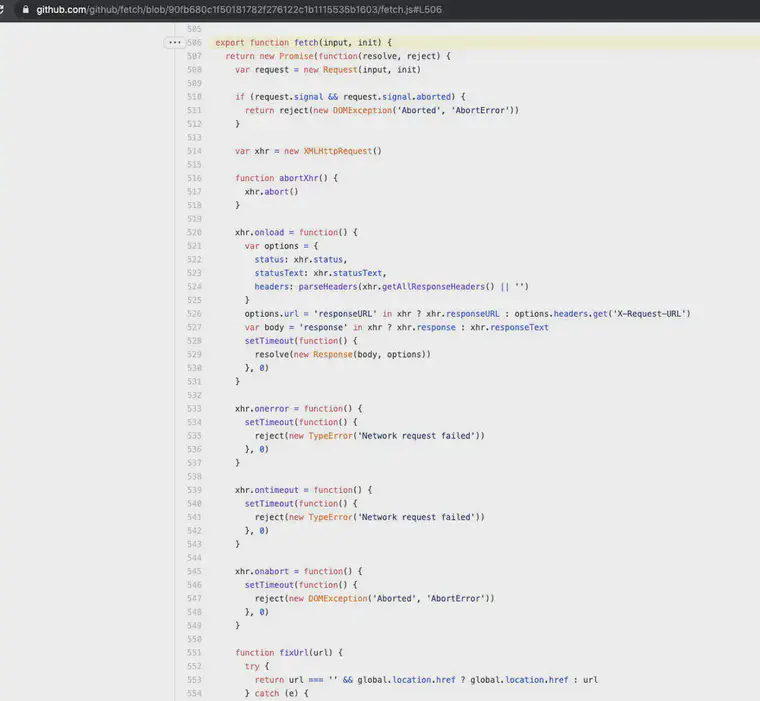 github.com/github/fetch/blob/90fb680c1f50181782f276122c1b1115535b1603/fetch.js#L506
505
506 export function fetch(input, init) {
507 return new Promise(function(resolve, reject) {
508 var request = new Request(input, init)
509
510 if (request.signal && request.signal.aborted) {
511 return reject(new DOMException('Aborted', 'AbortError'))
512 }
513
514 var xhr = new XMLHttpRequest()
515
516 function abortXhr() {
517 xhr.abort()
518 }
519
520 xhr.onload = function() {
521 var options = {
522 status: xhr.status,
523 statusText: xhr.statusText,
524 headers: parseHeaders(xhr.getAllResponseHeaders() || '')
525 }
526 options.url = 'responseURL' in xhr ? xhr.responseURL : options.headers.get('X-Request-URL')
527 var body = 'response' in xhr ? xhr.response : xhr.responseText
528 setTimeout(function() {
529 resolve(new Response(body, options))
530 }, 0)
531 }
532
533 xhr.onerror = function() {
534 setTimeout(function() {
535 reject(new TypeError('Network request failed'))
536 }, 0)
537 }
538
539 xhr.ontimeout = function() {
540 setTimeout(function() {
541 reject(new TypeError('Network request failed'))
542 }, 0)
543 }
544
545 xhr.onabort = function() {
546 setTimeout(function() {
547 reject(new DOMException('Aborted', 'AbortError'))
548 }, 0)
549 }
550
551 function fixUrl(url) {
552 try {
553 return url === '' && global.location.href ? global.location.href : url
554 } catch (e) {